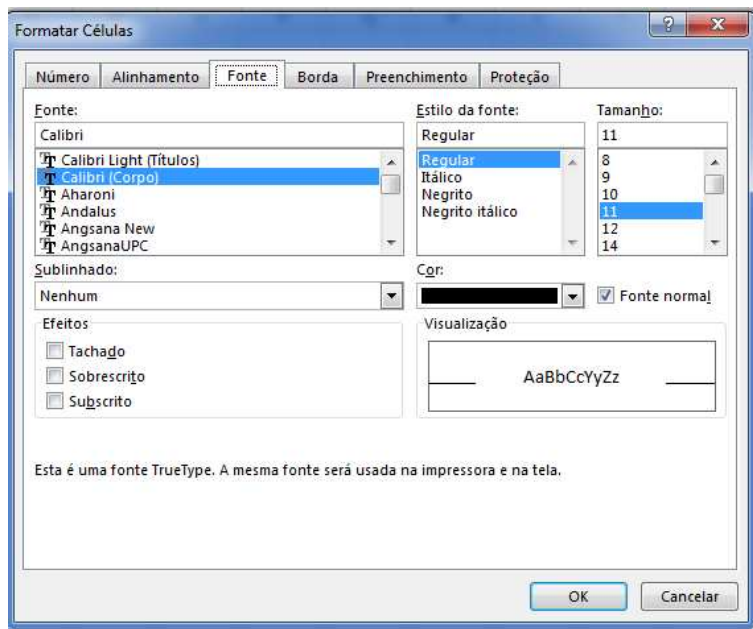 Formatar Células
Número Alinhamento Fonte Borda Preenchimento Proteção
Fonte: Estilo da fonte: Tamanho:
Calibri Regular 11
Calibri Light (Títulos) Regular 8
Calibri (Corpo) Itálico 9
Aharoni Negrito 10
Andalus Negrito itálico 11
Angsana New 12
AngsanaUPC 14
Sublinhado: Cor:
Nenhum Fonte normal
Efeitos Visualização
Tachado
Sobrescrito AaBbCcYyZz
Subscrito
Esta é uma fonte TrueType. A mesma fonte será usada na impressora e na tela.
OK Cancelar